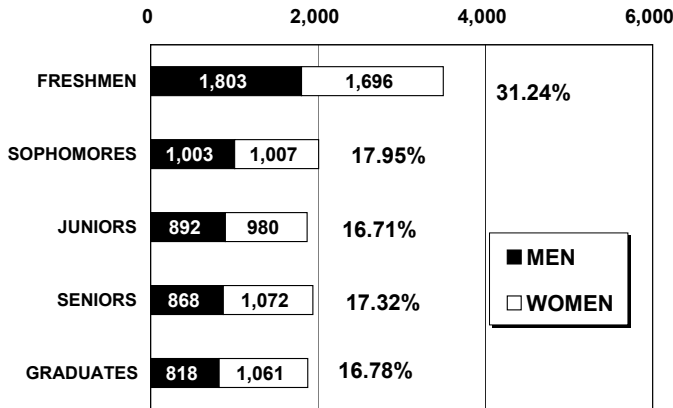 0 2,000 4,000 6,000
FRESHMEN 1,803 1,696 31.24%
SOPHOMORES 1,003 1,007 17.95%
JUNIORS 892 980 16.71%
SENIORS 868 1,072 17.32%
GRADUATES 818 1,061 16.78%
MEN
WOMEN